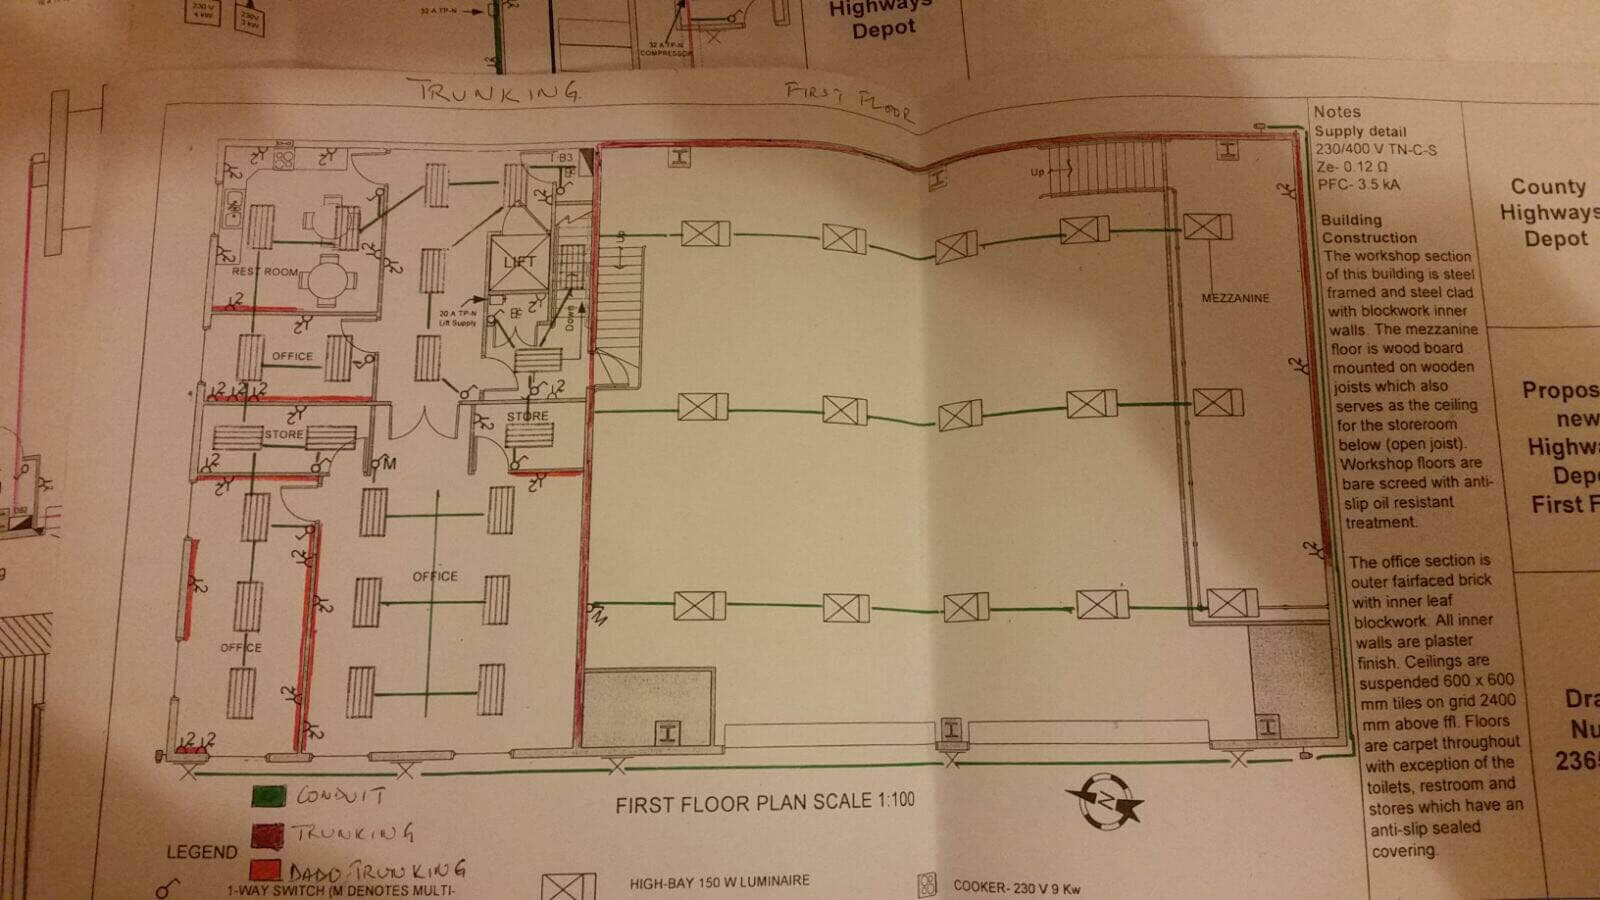 230 V
4 kW
230V
3 kW
32 A TP-N
32 A TP-N
COMPRESSOR
Highways
Depot
TRUNKING
FIRST FLOOR
Notes
Supply detail
230/400 V TN-C-S
Ze- 0.12 Ω
PFC- 3.5 kA
Building
Construction
The workshop section
of this building is steel
framed and steel clad
with blockwork inner
walls. The mezzanine
floor is wood board
mounted on wooden
joists which also
serves as the ceiling
for the storeroom
below (open joist).
Workshop floors are
bare screed with anti-
slip oil resistant
treatment.
The office section is
outer fairfaced brick
with inner leaf
blockwork. All inner
walls are plaster
finish. Ceilings are
suspended 600 x 600
mm tiles on grid 2400
mm above ffl. Floors
are carpet throughout
with exception of the
toilets, restroom and
stores which have an
anti-slip sealed
covering.
County
Highways
Depot
Propos
new
Highwa
Dep
First F
Dra
Nu
236
B3
LIFT
Up
Up
Down
REST ROOM
20 A TP-N
Lift Supply
OFFICE
STORE
STORE
M
MEZZANINE
OFFICE
M
OFFICE
N
FIRST FLOOR PLAN SCALE 1:100
CONDUIT
TRUNKING
DADO TRUNKING
LEGEND
1-WAY SWITCH (M DENOTES MULTI-
HIGH-BAY 150 W LUMINAIRE
COOKER- 230 V 9 Kw